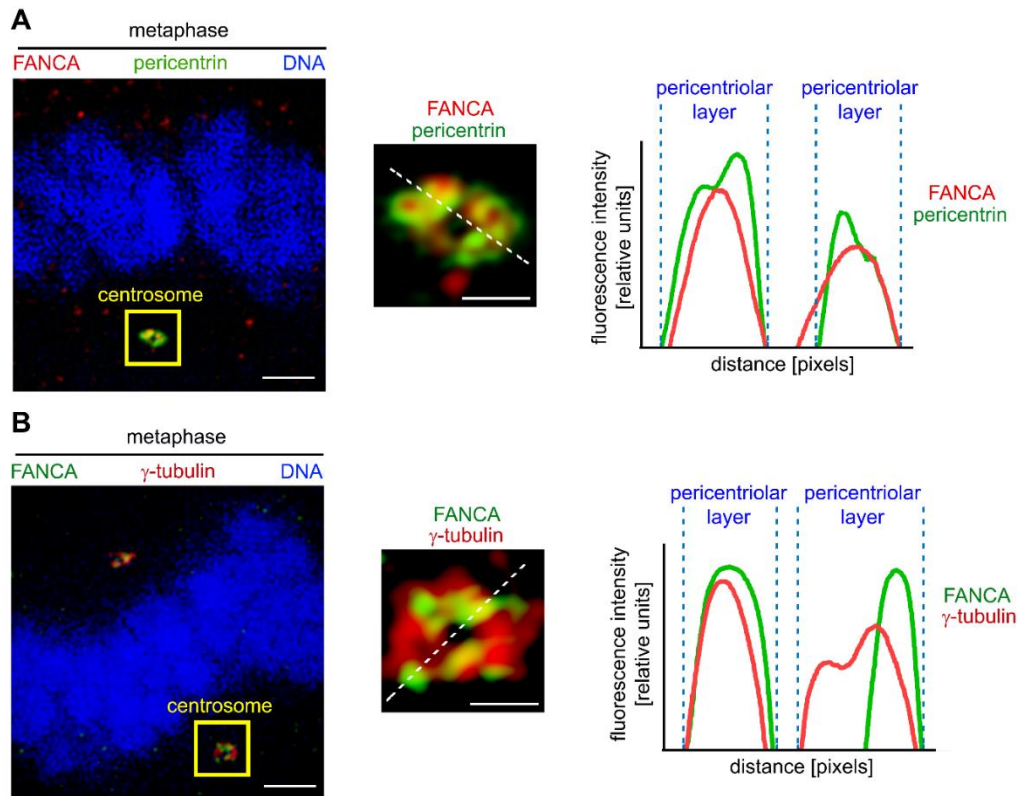 A
metaphase
FANCA pericentrin DNA
centrosome
FANCA
pericentrin
pericentriolar
layer
pericentriolar
layer
fluorescence intensity
[relative units]
distance [pixels]
FANCA
pericentrin
B
metaphase
FANCA γ-tubulin DNA
centrosome
FANCA
γ-tubulin
pericentriolar
layer
pericentriolar
layer
fluorescence intensity
[relative units]
distance [pixels]
FANCA
γ-tubulin